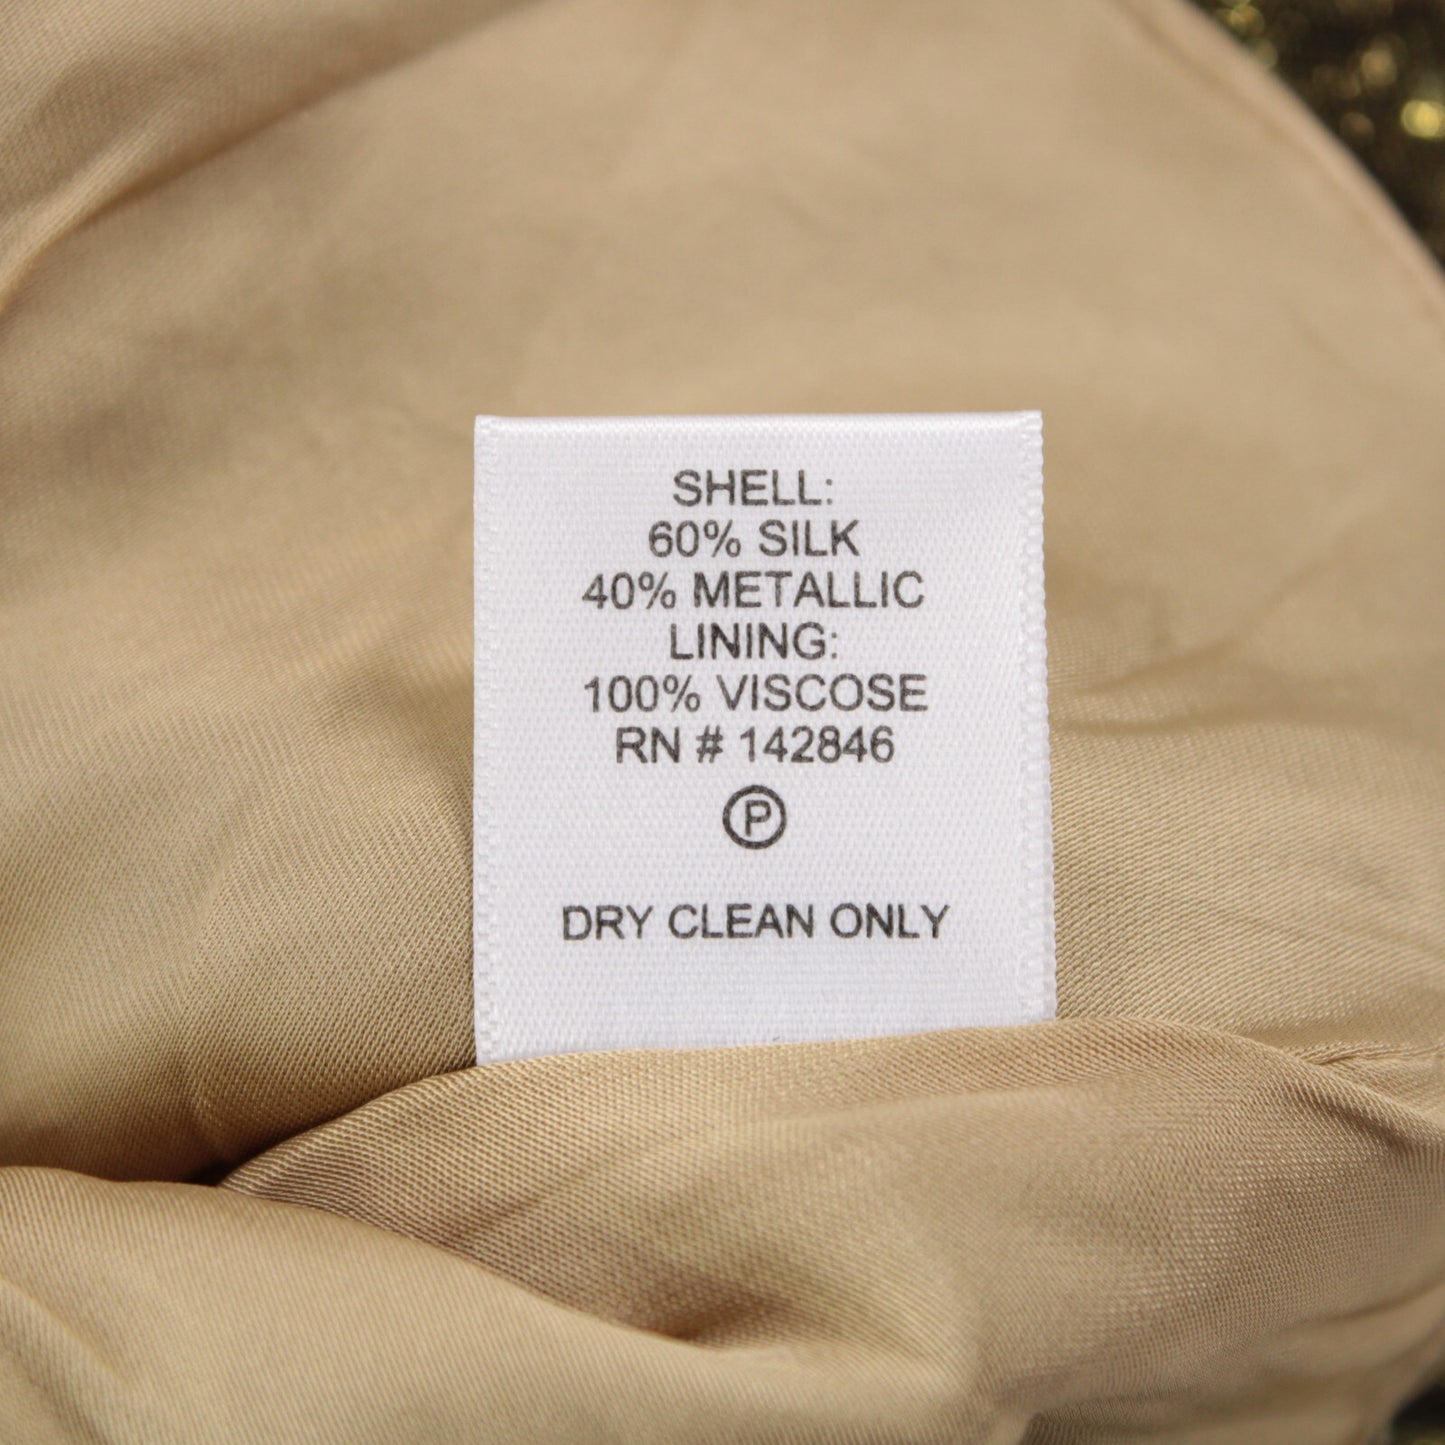 SHELL:
60% SILK
40% METALLIC
LINING:
100% VISCOSE
RN # 142846
P
DRY CLEAN ONLY